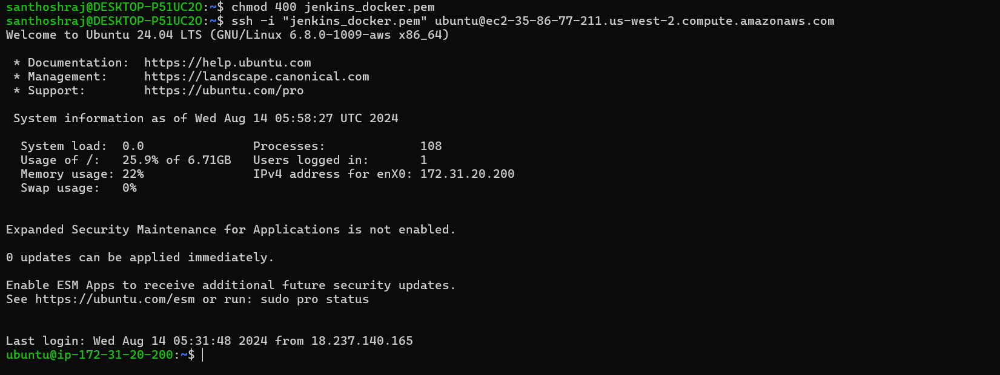 santhoshraj@DESKTOP-P51UC2O:~$ chmod 400 jenkins_docker.pem
santhoshraj@DESKTOP-P51UC2O:~$ ssh -i "jenkins_docker.pem" ubuntu@ec2-35-86-77-211.us-west-2.compute.amazonaws.com
Welcome to Ubuntu 24.04 LTS (GNU/Linux 6.8.0-1009-aws x86_64)

 * Documentation:  https://help.ubuntu.com
 * Management:     https://landscape.canonical.com
 * Support:        https://ubuntu.com/pro

 System information as of Wed Aug 14 05:58:27 UTC 2024

  System load:  0.0               Processes:             108
  Usage of /:   25.9% of 6.71GB   Users logged in:       1
  Memory usage: 22%               IPv4 address for enX0: 172.31.20.200
  Swap usage:   0%


Expanded Security Maintenance for Applications is not enabled.

0 updates can be applied immediately.

Enable ESM Apps to receive additional future security updates.
See https://ubuntu.com/esm or run: sudo pro status


Last login: Wed Aug 14 05:31:48 2024 from 18.237.140.165
ubuntu@ip-172-31-20-200:~$